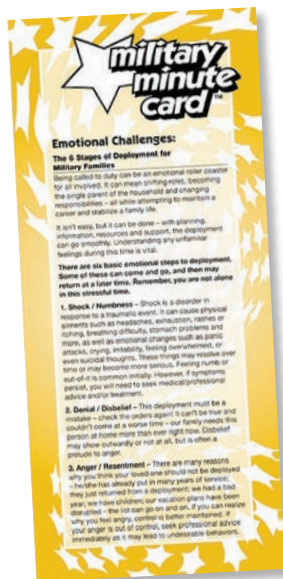 military
minute
card™
Emotional Challenges:
The 6 Stages of Deployment for
Military Families
Being called to duty can be an emotional roller coaster
for all involved. It can mean shifting roles, becoming
the single parent of the household and changing
responsibilities – all while attempting to maintain a
career and stabilize a family life.
It isn't easy, but it can be done – with planning,
information, resources and support, the deployment
can go smoothly. Understanding any unfamiliar
feelings during this time is vital.
There are six basic emotional steps to deployment.
Some of these can come and go, and then may
return at a later time. Remember, you are not alone
in this stressful time.
1. Shock / Numbness – Shock is a disorder in
response to a traumatic event. It can cause physical
ailments such as headaches, exhaustion, rashes or
itching, breathing difficulty, stomach problems and
more, as well as emotional changes such as panic
attacks, crying, irritability, feeling overwhelmed, or
even suicidal thoughts. These things may resolve over
time or may become more serious. Feeling numb or
out-of-it is common initially. However, if symptoms
persist, you will need to seek medical/professional
advice and/or treatment.
2. Denial / Disbelief – This deployment must be a
mistake – check the orders again! It can't be true and
couldn't come at a worse time – our family needs this
person at home more than ever right now. Disbelief
may show outwardly or not at all, but is often a
prelude to anger.
3. Anger / Resentment – There are many reasons
why you think your loved one should not be deployed
– he/she has already put in many years of service;
they just returned from a deployment; we had a bad
year; we have children; our vacation plans have been
disrupted – the list can go on and on. If you can realize
why you feel angry, control is better maintained. If
your anger is out of control, seek professional advice
immediately as it may lead to undesirable behaviors.